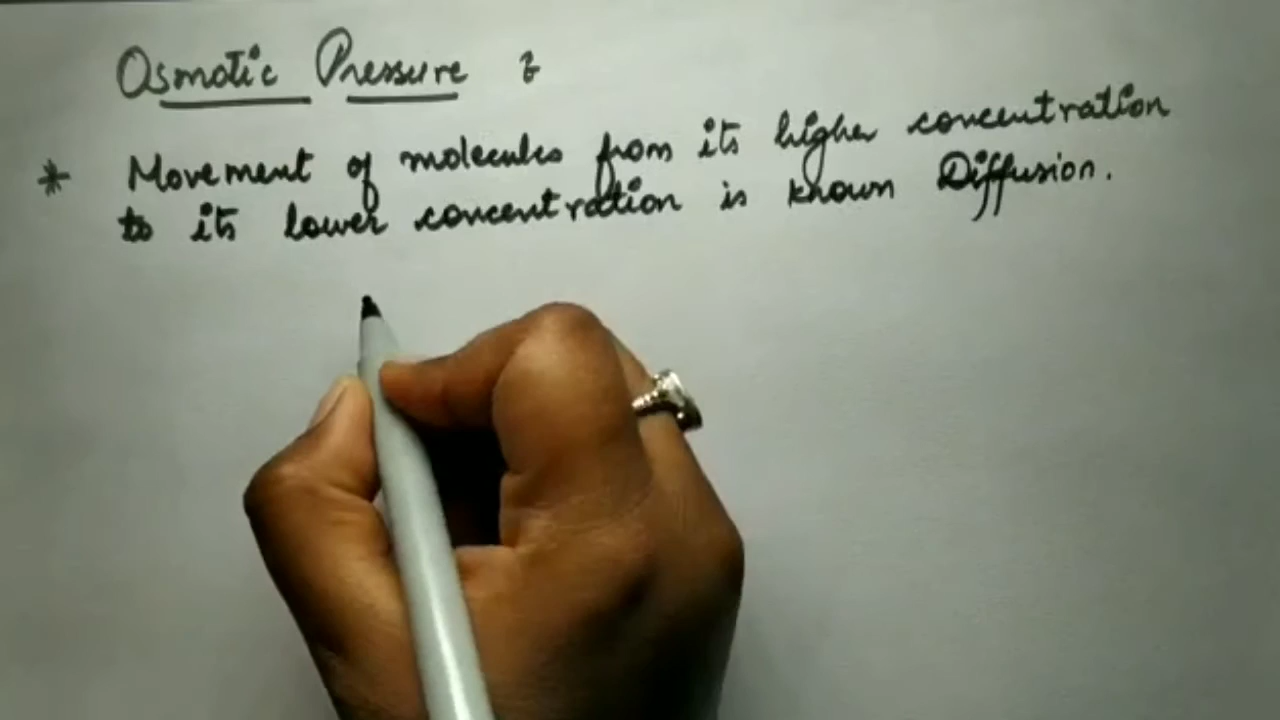 Osmotic Pressure :
* Movement of molecules from its higher concentration
to its lower concentration is known Diffusion.